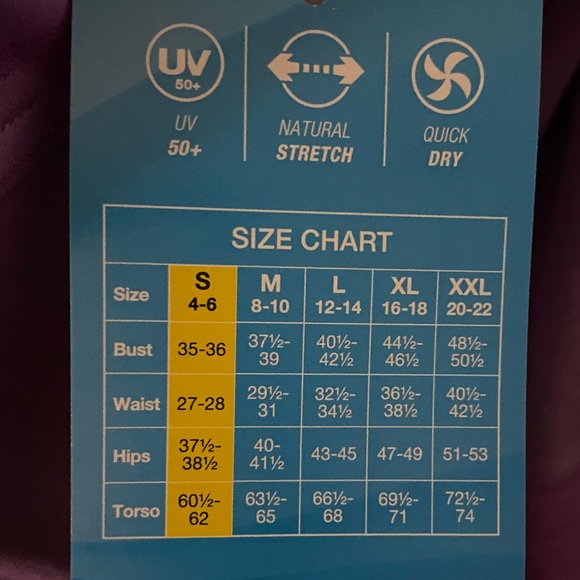 UV
50+
UV
50+
NATURAL
STRETCH
QUICK
DRY
SIZE CHART
Size S 4-6 M 8-10 L 12-14 XL 16-18 XXL 20-22
Bust 35-36 37½-39 40½-42½ 44½-46½ 48½-50½
Waist 27-28 29½-31 32½-34½ 36½-38½ 40½-42½
Hips 37½-38½ 40-41½ 43-45 47-49 51-53
Torso 60½-62 63½-65 66½-68 69½-71 72½-74